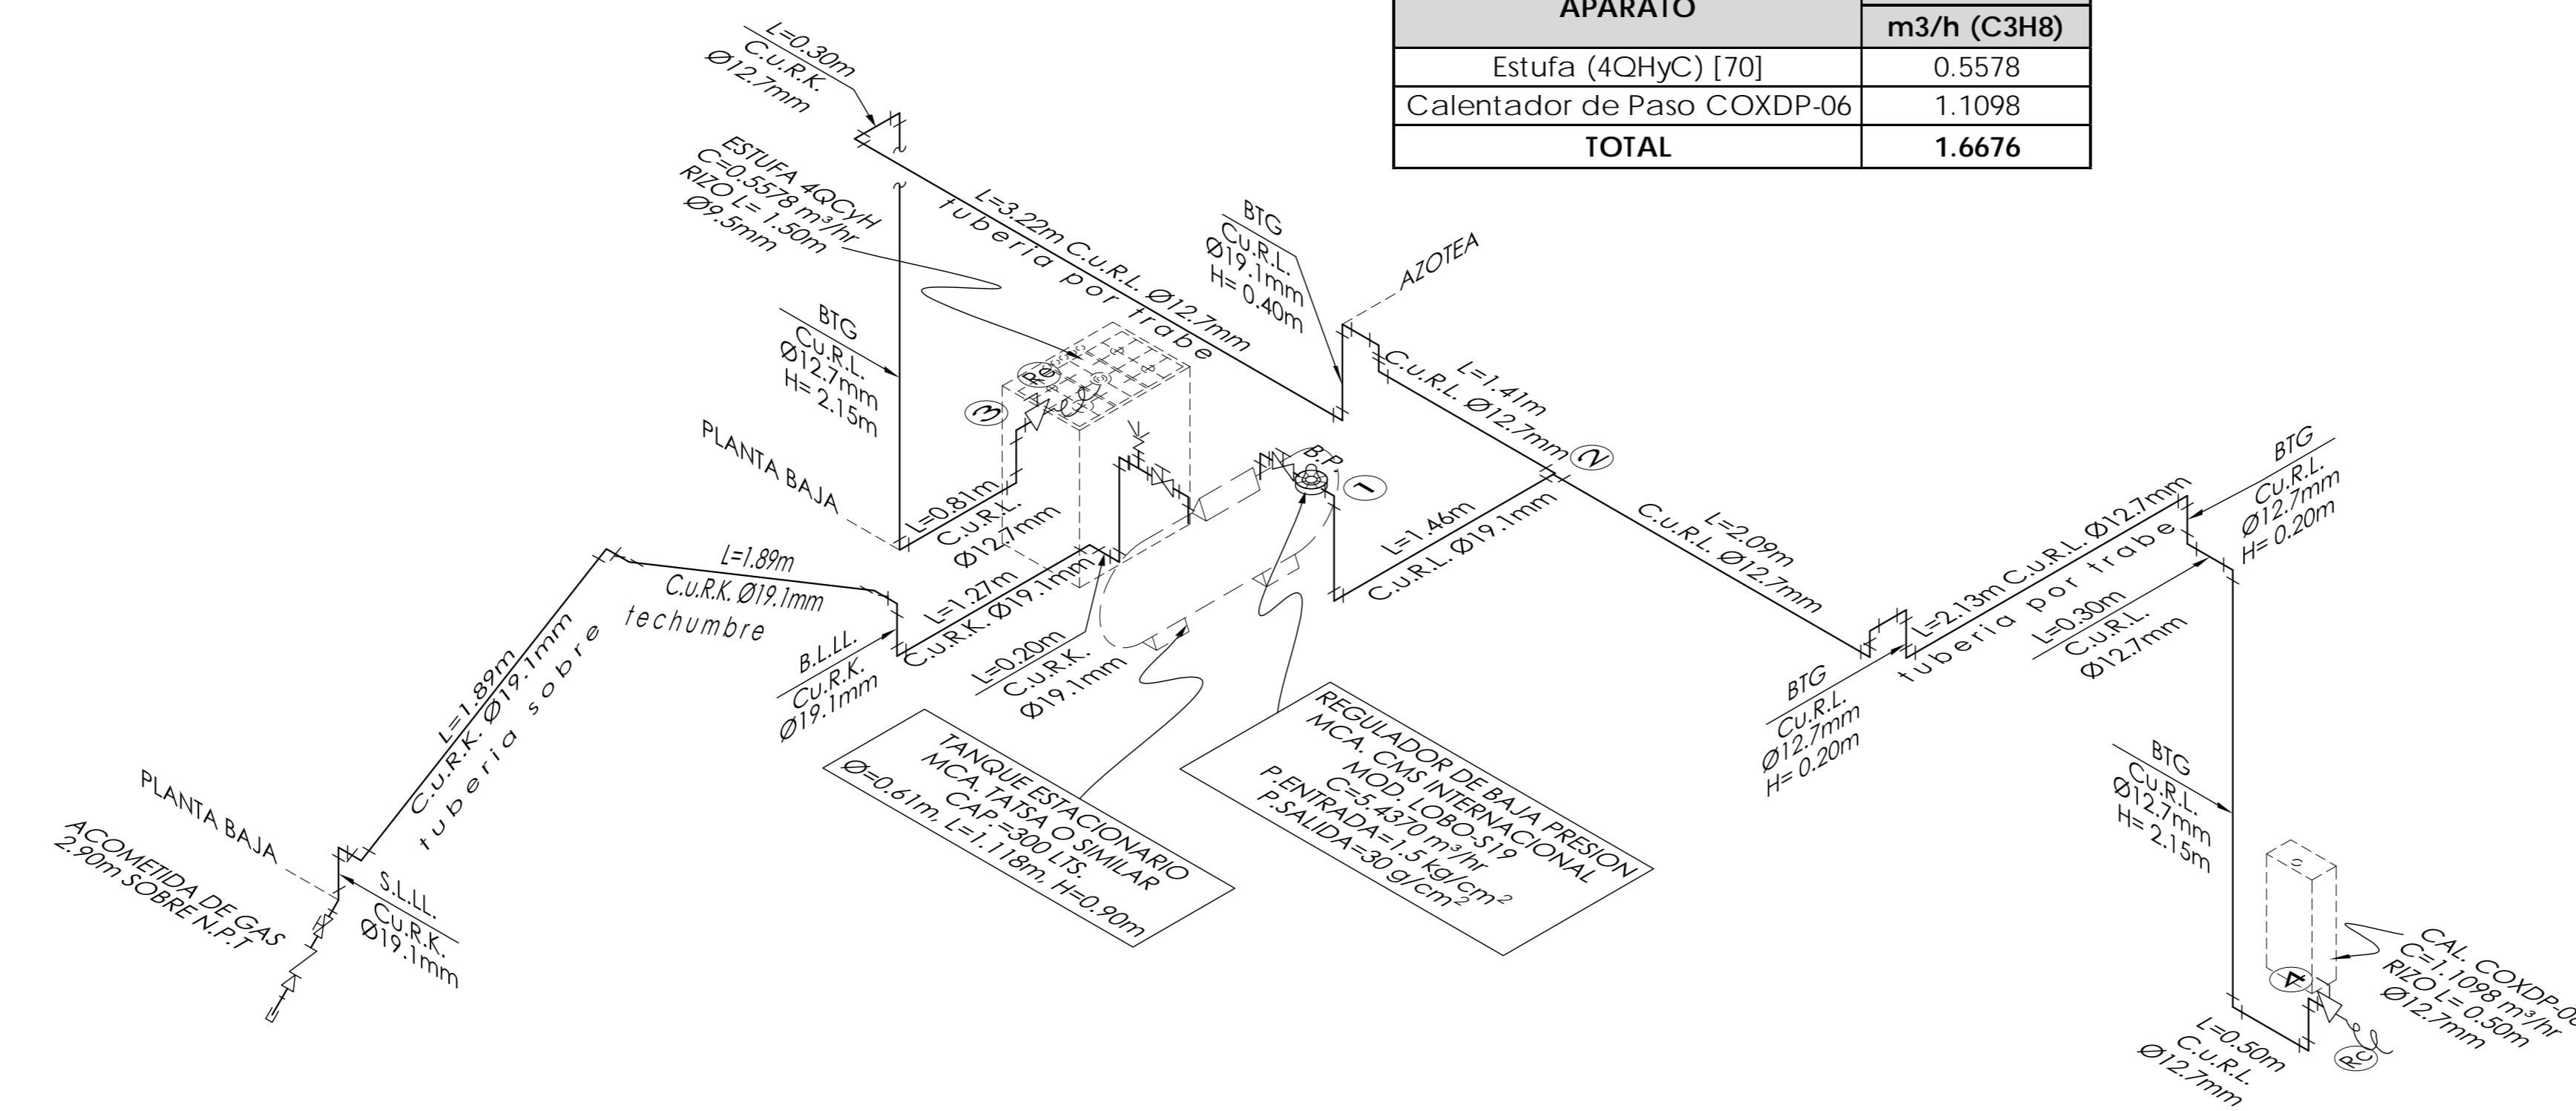 APARATO
m3/h (C3H8)
Estufa (4QHyC) [70] 0.5578
Calentador de Paso COXDP-06 1.1098
TOTAL 1.6676
L=0.30m
C.u.R.K.
Ø12.7mm
ESTUFA 4QCyH
C=0.5578 m³/hr
RIZO L= 1.50m
Ø9.5mm
L=3.22m C.u.R.L. Ø12.7mm
tuberia por trabe
BTG
Cu.R.L.
Ø19.1mm
H= 0.40m
AZOTEA
BTG
Cu.R.L.
Ø12.7mm
H= 2.15m
Re
3
L=1.41m
C.u.R.L. Ø12.7mm
2
PLANTA BAJA
L=0.81m
C.u.R.L.
Ø12.7mm
B.P.
1
L=1.46m
C.u.R.L. Ø19.1mm
L=2.09m
C.u.R.L. Ø12.7mm
L=2.13m C.u.R.L. Ø12.7mm
tuberia por trabe
BTG
Cu.R.L.
Ø12.7mm
H= 0.20m
L=0.30m
C.u.R.L.
Ø12.7mm
L=1.89m
C.u.R.K. Ø19.1mm
techumbre
L=1.27m
C.u.R.K. Ø19.1mm
L=0.20m
C.u.R.K.
Ø19.1mm
B.L.LL.
Cu.R.K.
Ø19.1mm
L=1.89m
C.u.R.K. Ø19.1mm
tuberia sobre
BTG
Cu.R.L.
Ø12.7mm
H= 0.20m
TANQUE ESTACIONARIO
MCA. TATSA O SIMILAR
CAP.=300 LTS.
Ø=0.61m, L=1.118m, H=0.90m
REGULADOR DE BAJA PRESION
MCA. CMS INTERNACIONAL
MOD. LOBO-S19
C=5.4370 m³/hr
P.ENTRADA=1.5 kg/cm²
P.SALIDA=30 g/cm²
BTG
Cu.R.L.
Ø12.7mm
H= 2.15m
PLANTA BAJA
ACOMETIDA DE GAS
2.90m SOBRE N.P.T
S.L.LL.
Cu.R.K.
Ø19.1mm
4
CAL. COXDP-06
C=1.1098 m³/hr
RIZO L= 0.50m
Ø12.7mm
Rc
L=0.50m
C.u.R.L.
Ø12.7mm